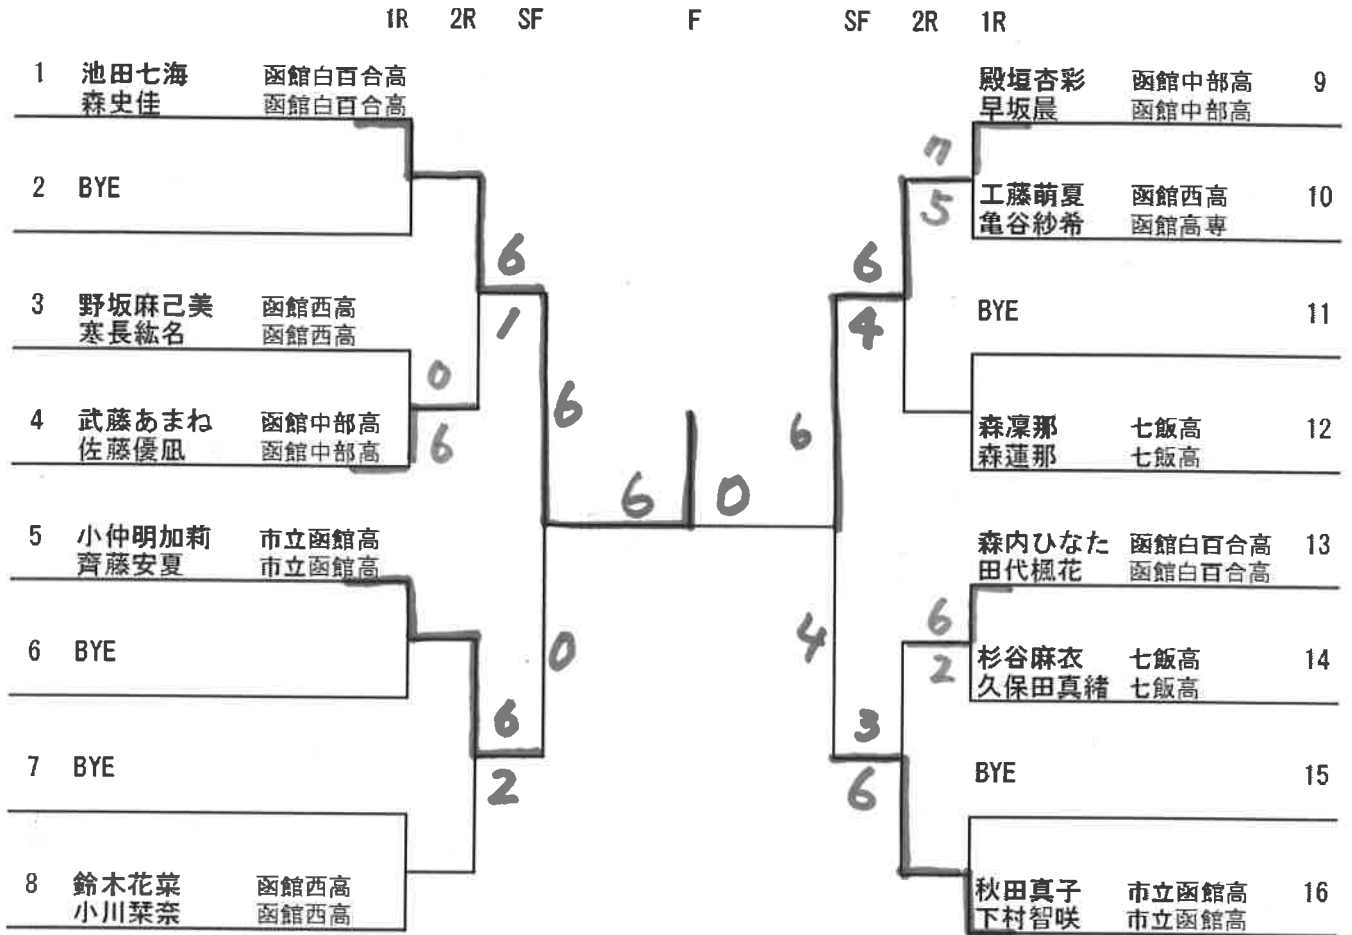 1R 2R SF F SF 2R 1R
1 池田七海 函館白百合高
森史佳 函館白百合高
2 BYE
3 野坂麻己美 函館西高
寒長紘名 函館西高
0
4 武藤あまね 函館中部高
佐藤優凪 函館中部高
6
5 小仲明加莉 市立函館高
齊藤安夏 市立函館高
6 BYE
7 BYE
8 鈴木花菜 函館西高
小川栞奈 函館西高
6
1
6
0
6
2
6 0
6
4
6
4
3
6
7
5
6
2
殿垣杏彩 函館中部高 9
早坂晨 函館中部高
工藤萌夏 函館西高 10
亀谷紗希 函館高専
BYE 11
森凜那 七飯高 12
森蓮那 七飯高
森内ひなた 函館白百合高 13
田代楓花 函館白百合高
杉谷麻衣 七飯高 14
久保田真緒 七飯高
BYE 15
秋田真子 市立函館高 16
下村智咲 市立函館高